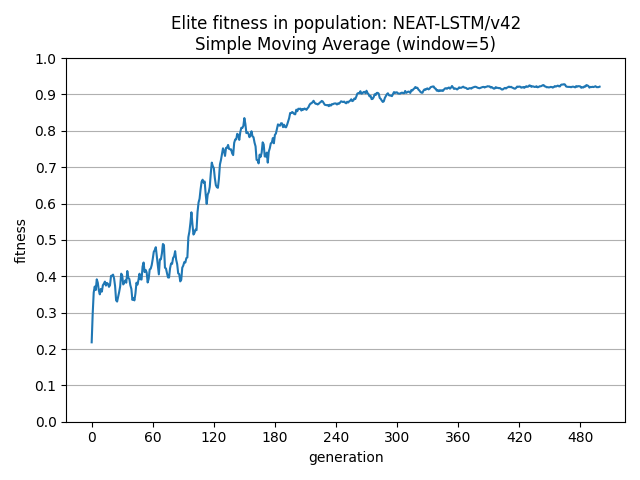 Elite fitness in population: NEAT-LSTM/v42
Simple Moving Average (window=5)
fitness
1.0
0.9
0.8
0.7
0.6
0.5
0.4
0.3
0.2
0.1
0.0
0 60 120 180 240 300 360 420 480
generation